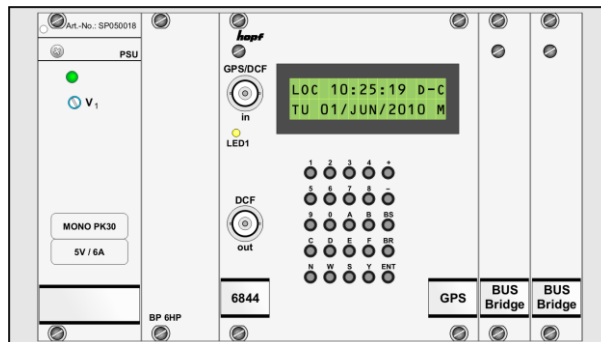 Art.-No.: SP050018
PSU
V1
MONO PK30
5V / 6A
BP 6HP
hopf
GPS/DCF
in
LED1
DCF
out
6844
LOC 10:25:19 D-C
TU 01/JUN/2010 M
1 2 3 4 +
5 6 7 8 –
9 0 A B BS
C D E F BR
N W S Y ENT
GPS
BUS
Bridge
BUS
Bridge